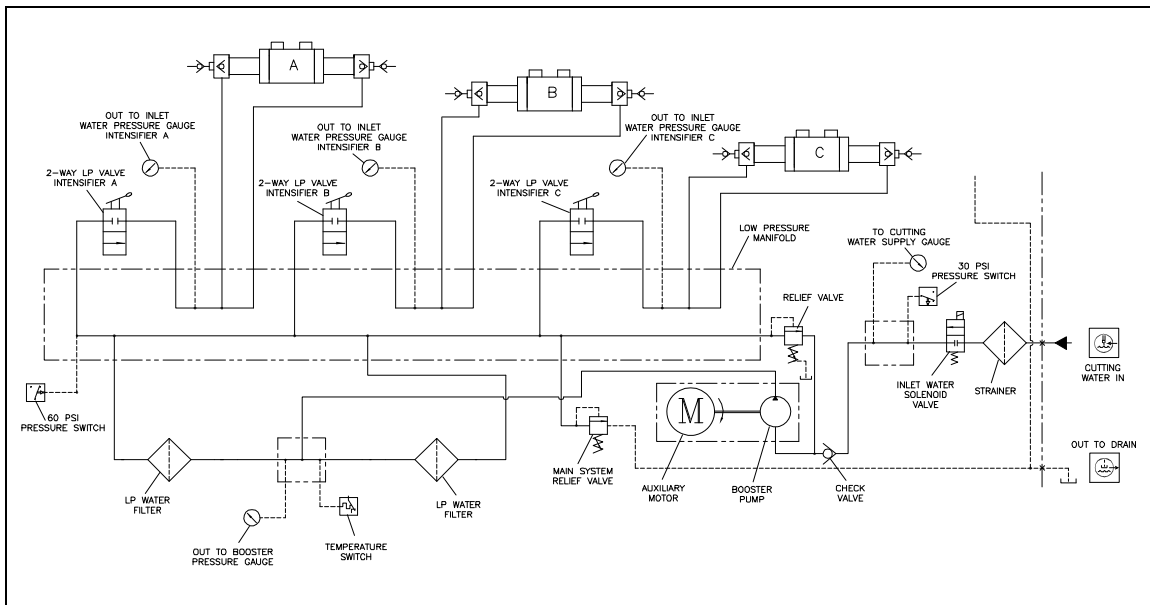 A
B
C
OUT TO INLET
WATER PRESSURE GAUGE
INTENSIFIER A
OUT TO INLET
WATER PRESSURE GAUGE
INTENSIFIER B
OUT TO INLET
WATER PRESSURE GAUGE
INTENSIFIER C
2-WAY LP VALVE
INTENSIFIER A
2-WAY LP VALVE
INTENSIFIER B
2-WAY LP VALVE
INTENSIFIER C
LOW PRESSURE
MANIFOLD
TO CUTTING
WATER SUPPLY GAUGE
30 PSI
PRESSURE SWITCH
RELIEF VALVE
INLET WATER
SOLENOID
VALVE
STRAINER
CUTTING
WATER IN
60 PSI
PRESSURE SWITCH
M
LP WATER
FILTER
LP WATER
FILTER
MAIN SYSTEM
RELIEF VALVE
AUXILIARY
MOTOR
BOOSTER
PUMP
CHECK
VALVE
OUT TO DRAIN
OUT TO BOOSTER
PRESSURE GAUGE
TEMPERATURE
SWITCH